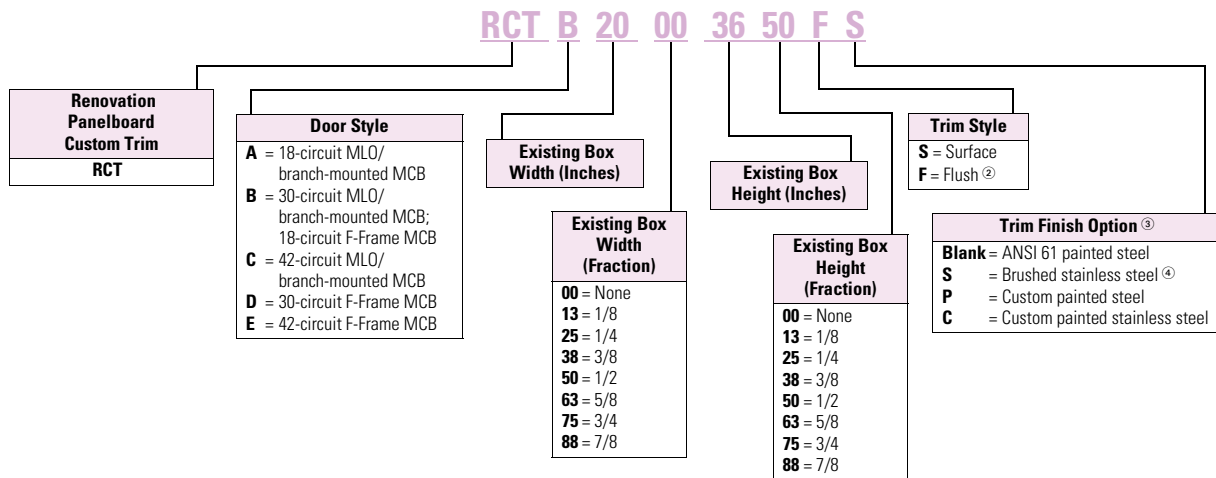 RCT B 20 00 36 50 F S
Renovation
Panelboard
Custom Trim
RCT
Door Style
A = 18-circuit MLO/
branch-mounted MCB
B = 30-circuit MLO/
branch-mounted MCB;
18-circuit F-Frame MCB
C = 42-circuit MLO/
branch-mounted MCB
D = 30-circuit F-Frame MCB
E = 42-circuit F-Frame MCB
Existing Box
Width (Inches)
Existing Box
Width
(Fraction)
00 = None
13 = 1/8
25 = 1/4
38 = 3/8
50 = 1/2
63 = 5/8
75 = 3/4
88 = 7/8
Existing Box
Height (Inches)
Existing Box
Height
(Fraction)
00 = None
13 = 1/8
25 = 1/4
38 = 3/8
50 = 1/2
63 = 5/8
75 = 3/4
88 = 7/8
Trim Style
S = Surface
F = Flush ②
Trim Finish Option ③
Blank = ANSI 61 painted steel
S = Brushed stainless steel ④
P = Custom painted steel
C = Custom painted stainless steel